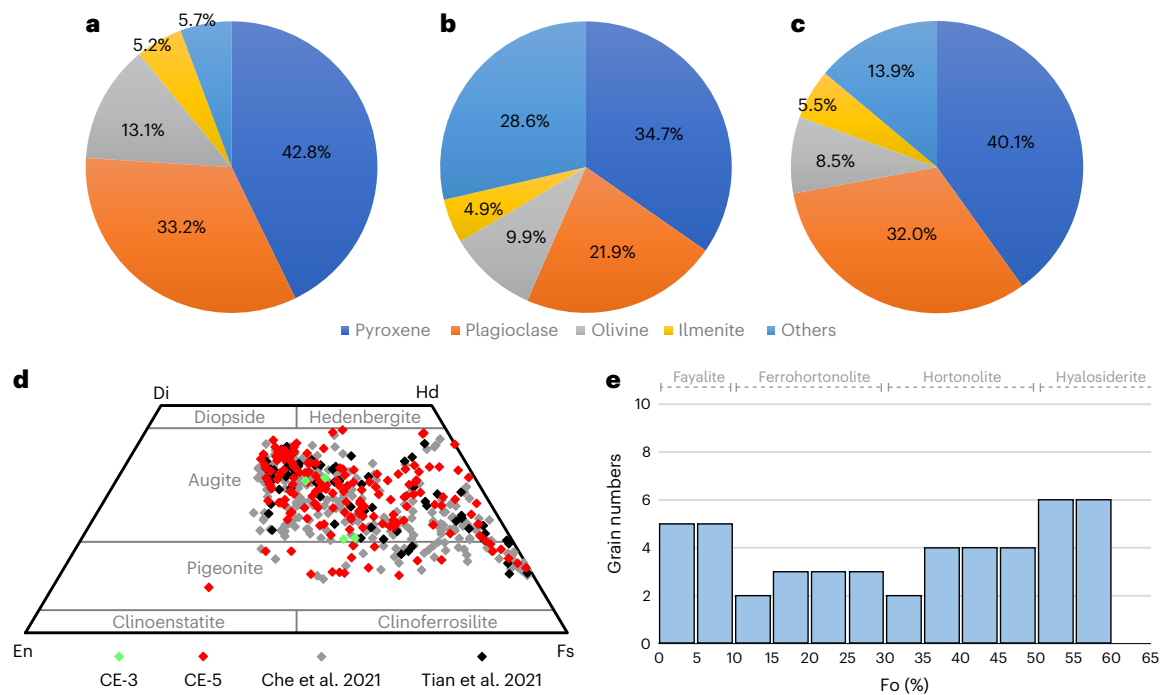 a
5.7%
5.2%
13.1%
42.8%
33.2%
b
28.6%
34.7%
4.9%
9.9%
21.9%
c
13.9%
5.5%
40.1%
8.5%
32.0%
Pyroxene Plagioclase Olivine Ilmenite Others
d
Di Hd
Diopside Hedenbergite
Augite
Pigeonite
Clinoenstatite Clinoferrosilite
En Fs
CE-3 CE-5 Che et al. 2021 Tian et al. 2021
e
Fayalite Ferrohortonolite Hortonolite Hyalosiderite
10
8
6
4
2
0
Grain numbers
0 5 10 15 20 25 30 35 40 45 50 55 60 65
Fo (%)